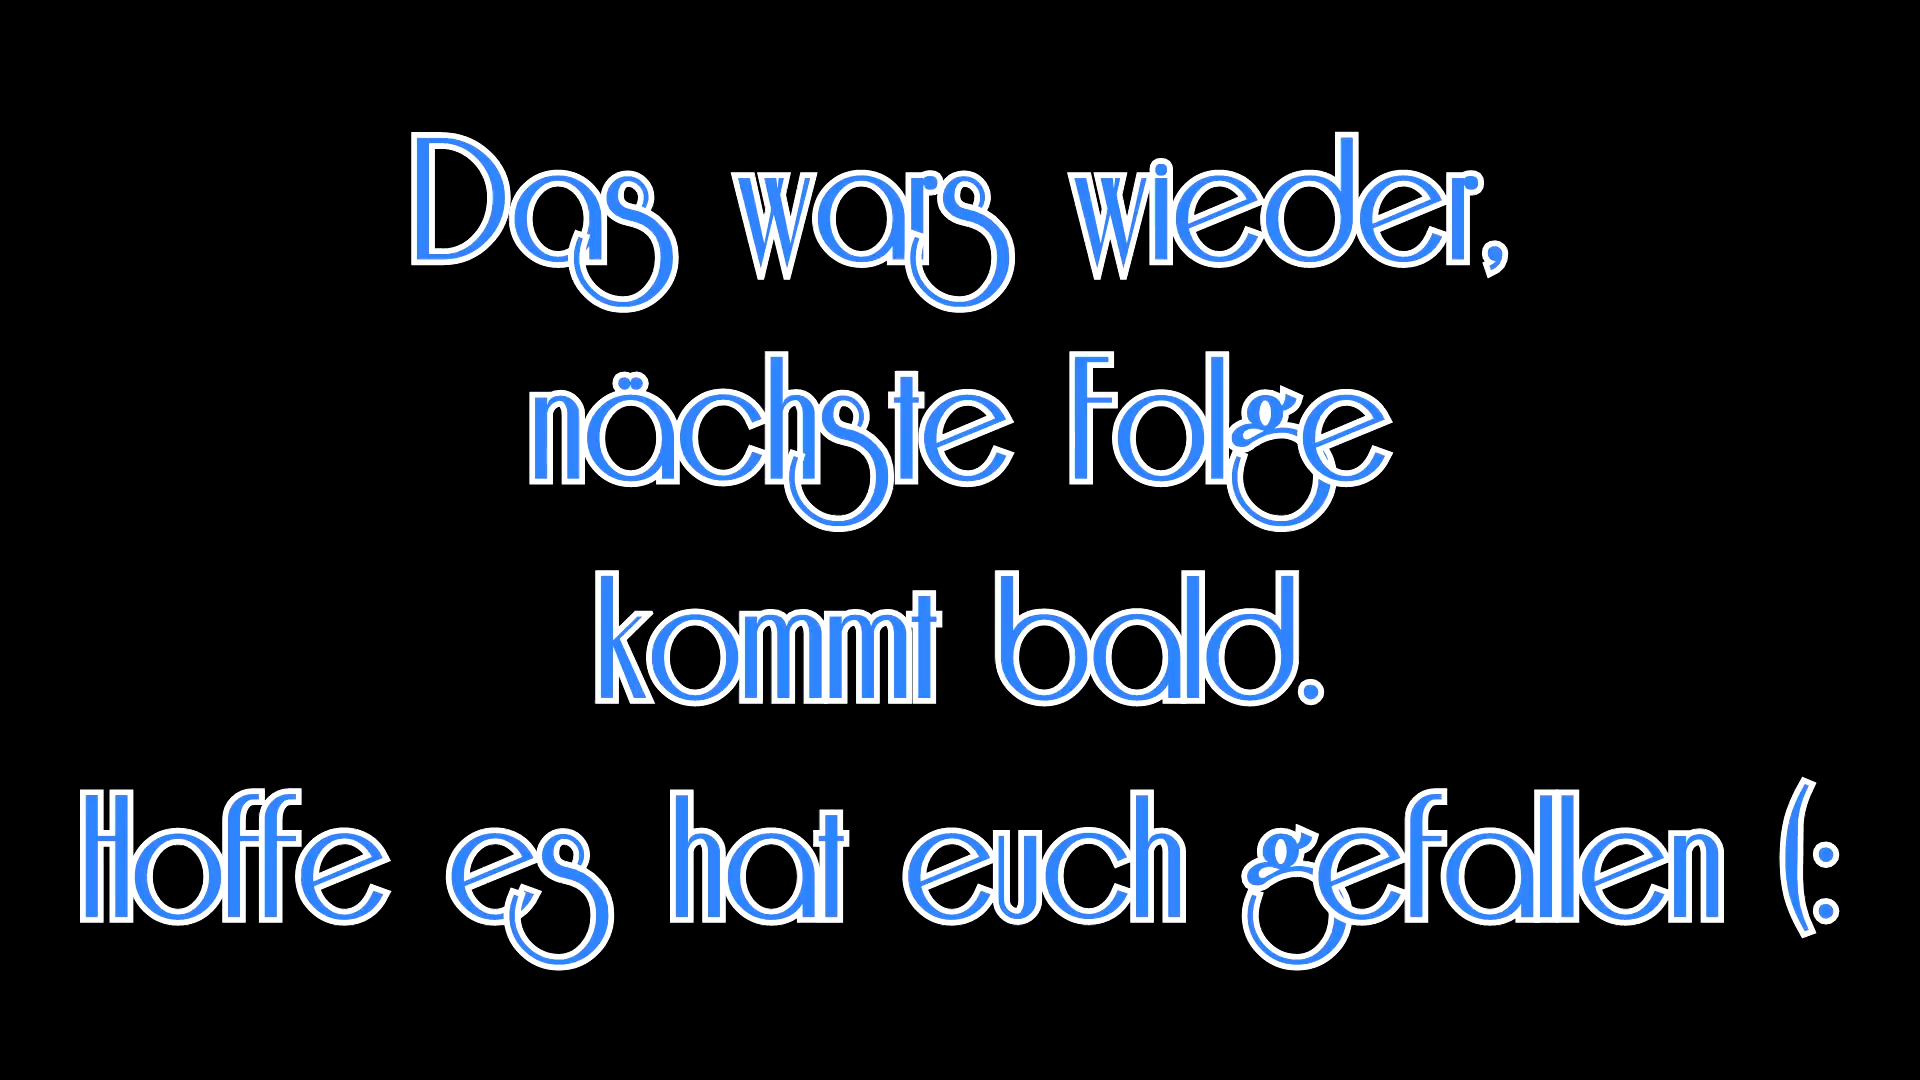 Das wars wieder,
nächste Folge
kommt bald.
Hoffe es hat euch gefallen (: